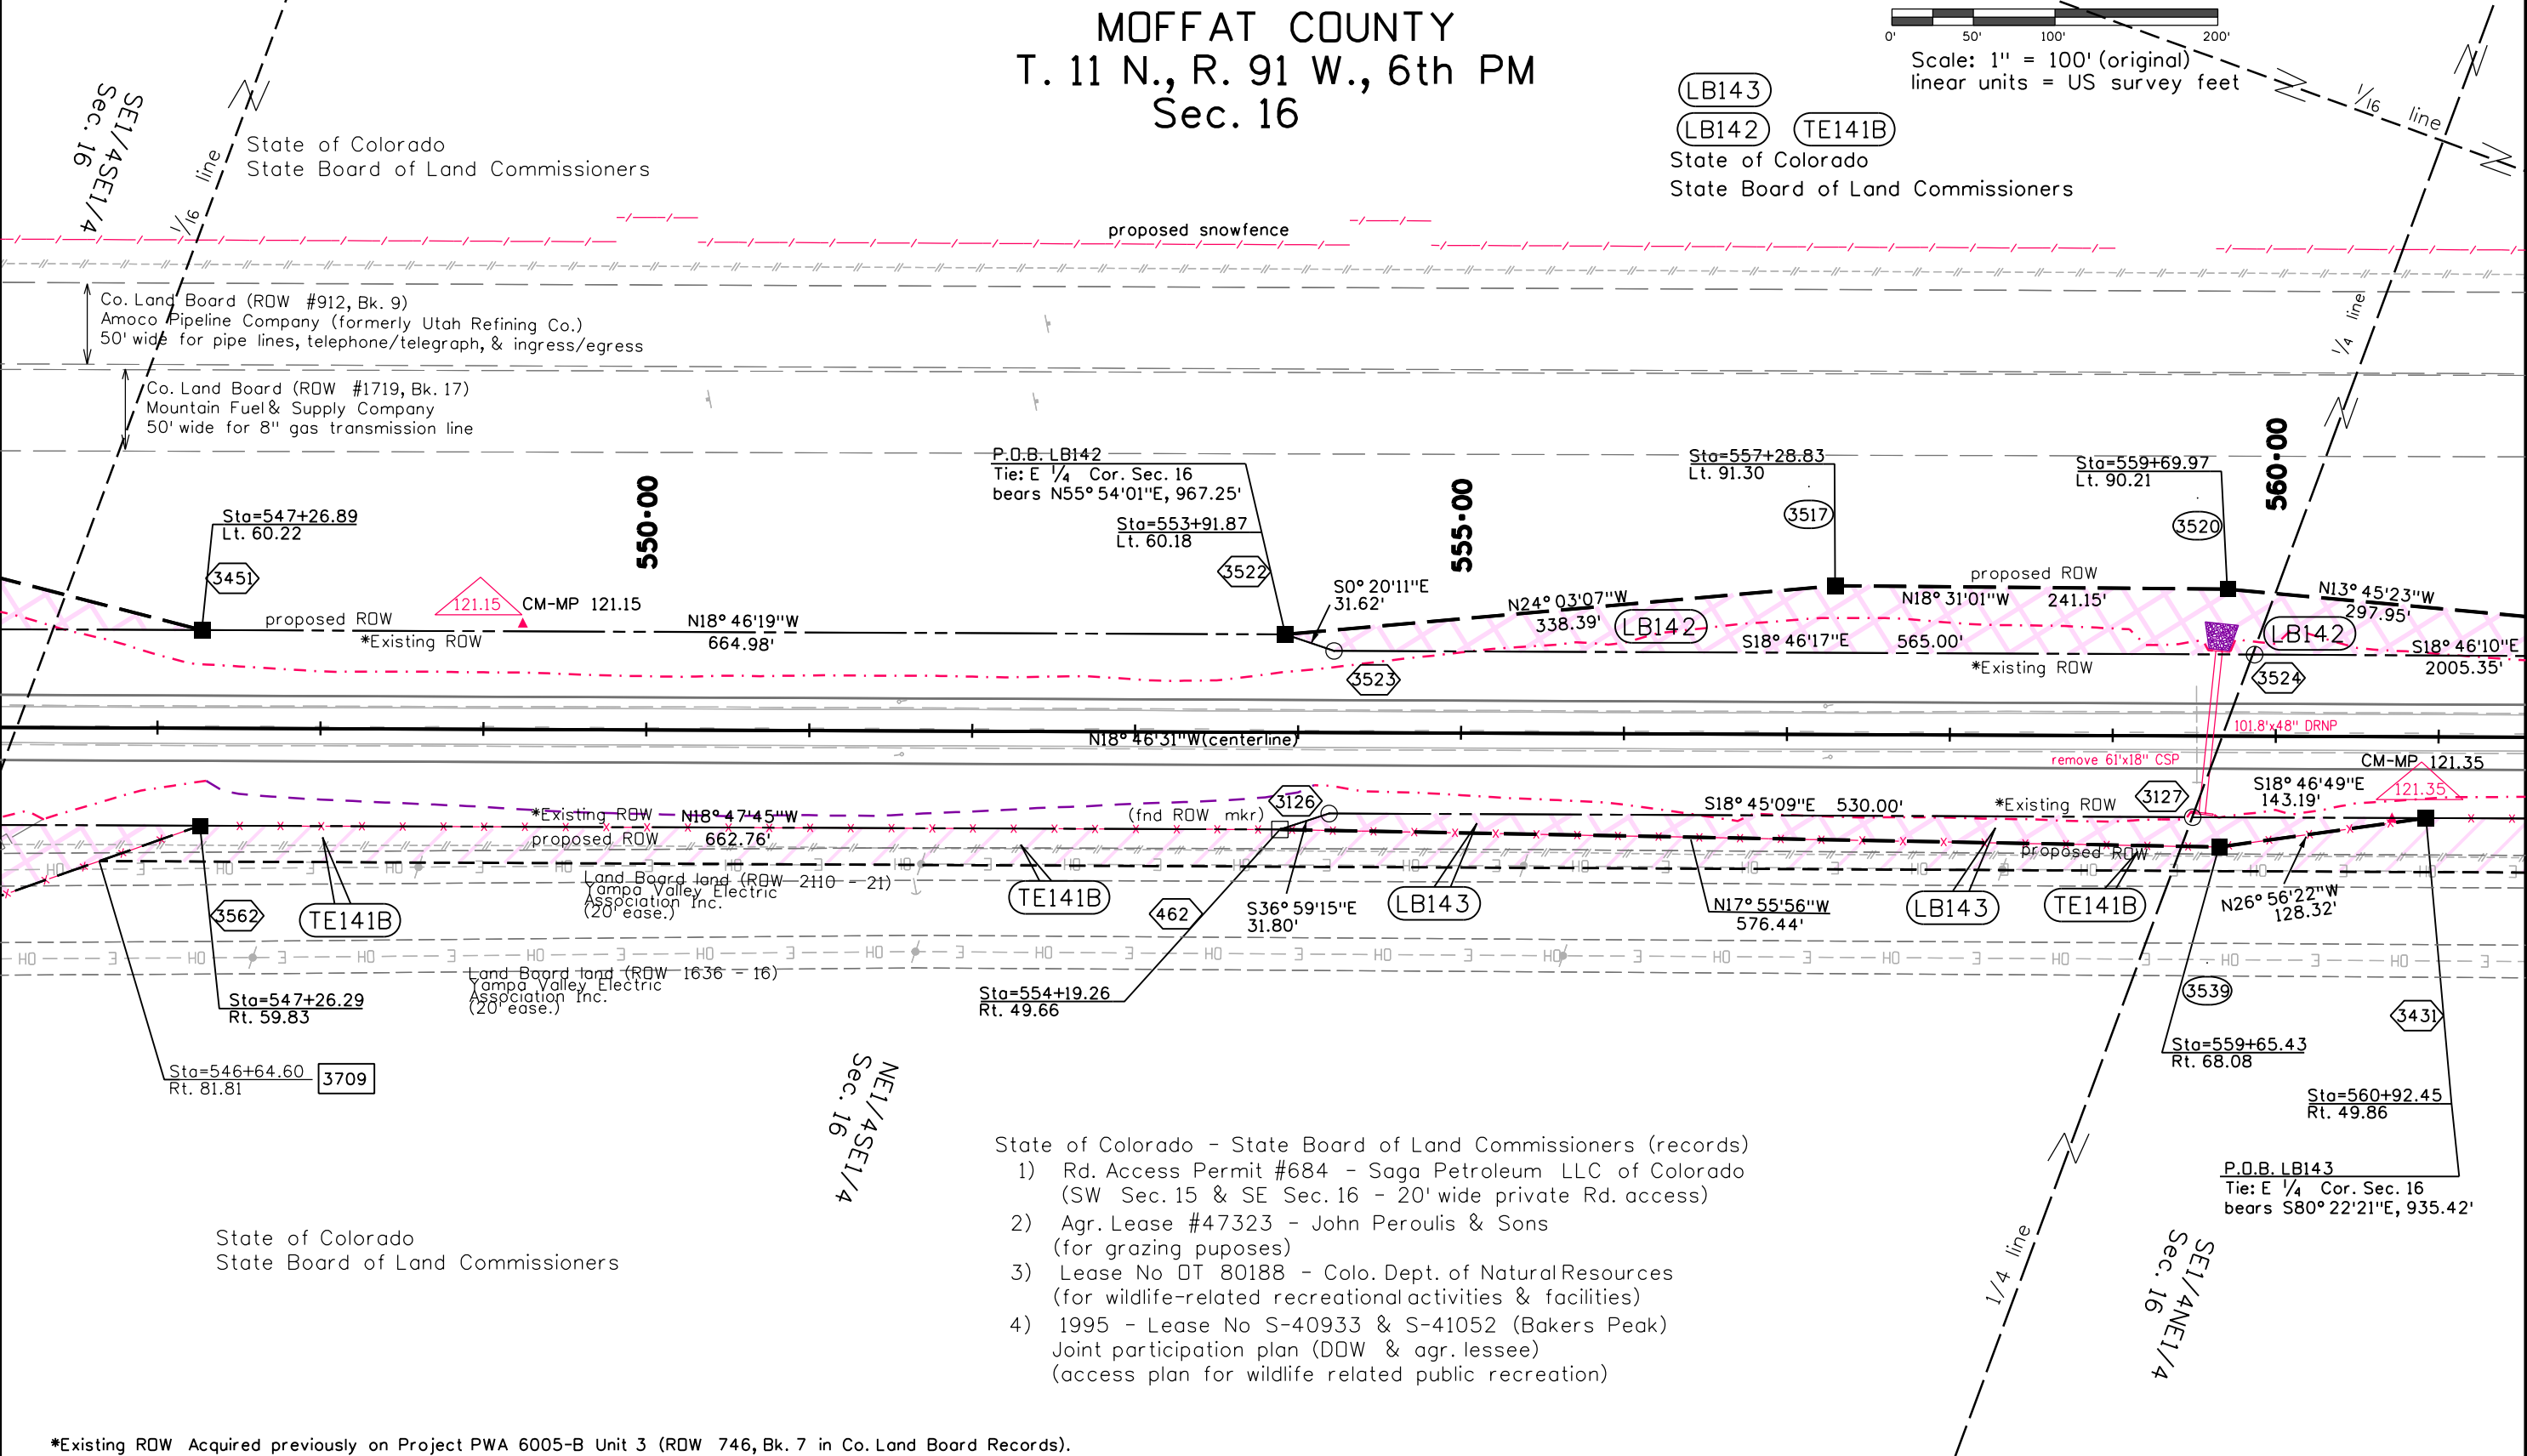 MOFFAT COUNTY
T. 11 N., R. 91 W., 6th PM
Sec. 16
0' 50' 100' 200'
Scale: 1" = 100' (original)
linear units = US survey feet
LB143
LB142 TE141B
State of Colorado
State Board of Land Commissioners
1/16 line
SE1/4SE1/4
Sec. 16
1/16 line
State of Colorado
State Board of Land Commissioners
proposed snowfence
1/4 line
Co. Land Board (ROW #912, Bk. 9)
Amoco Pipeline Company (formerly Utah Refining Co.)
50' wide for pipe lines, telephone/telegraph, & ingress/egress
Co. Land Board (ROW #1719, Bk. 17)
Mountain Fuel & Supply Company
50' wide for 8" gas transmission line
P.O.B. LB142
Tie: E 1/4 Cor. Sec. 16
bears N55° 54'01"E, 967.25'
Sta=553+91.87
Lt. 60.18
Sta=557+28.83
Lt. 91.30
Sta=559+69.97
Lt. 90.21
Sta=547+26.89
Lt. 60.22
550+00
555+00
560+00
3451
3522
3517
3520
121.15
CM-MP 121.15
proposed ROW
*Existing ROW
N18° 46'19"W
664.98'
S0° 20'11"E
31.62'
N24° 03'07"W
338.39'
LB142
proposed ROW
N18° 31'01"W 241.15'
S18° 46'17"E 565.00'
*Existing ROW
N13° 45'23"W
297.95'
LB142
S18° 46'10"E
2005.35'
3523
3524
N18° 46'31"W(centerline)
101.8'x48" DRNP
remove 61'x18" CSP
CM-MP 121.35
121.35
S18° 46'49"E
143.19'
*Existing ROW
N18° 47'45"W
proposed ROW
662.76'
(fnd ROW mkr)
3126
S18° 45'09"E 530.00'
*Existing ROW
3127
proposed ROW
Land Board land (ROW 2110 - 21)
Yampa Valley Electric
Association Inc.
(20' ease.)
3562
TE141B
TE141B
462
S36° 59'15"E
31.80'
LB143
N17° 55'56"W
576.44'
LB143
TE141B
N26° 56'22"W
128.32'
OH E OH E OH E OH E OH E OH E OH E OH E OH E OH E OH E OH E OH E OH E OH E
Land Board land (ROW 1636 - 16)
Yampa Valley Electric
Association Inc.
(20' ease.)
Sta=547+26.29
Rt. 59.83
Sta=554+19.26
Rt. 49.66
3539
3431
Sta=559+65.43
Rt. 68.08
Sta=546+64.60
Rt. 81.81
3709
NE1/4SE1/4
Sec. 16
Sta=560+92.45
Rt. 49.86
P.O.B. LB143
Tie: E 1/4 Cor. Sec. 16
bears S80° 22'21"E, 935.42'
State of Colorado - State Board of Land Commissioners (records)
1) Rd. Access Permit #684 - Saga Petroleum LLC of Colorado
(SW Sec. 15 & SE Sec. 16 - 20' wide private Rd. access)
2) Agr. Lease #47323 - John Peroulis & Sons
(for grazing puposes)
3) Lease No OT 80188 - Colo. Dept. of Natural Resources
(for wildlife-related recreational activities & facilities)
4) 1995 - Lease No S-40933 & S-41052 (Bakers Peak)
Joint participation plan (DOW & agr. lessee)
(access plan for wildlife related public recreation)
State of Colorado
State Board of Land Commissioners
1/4 line
SE1/4NE1/4
Sec. 16
*Existing ROW Acquired previously on Project PWA 6005-B Unit 3 (ROW 746, Bk. 7 in Co. Land Board Records).